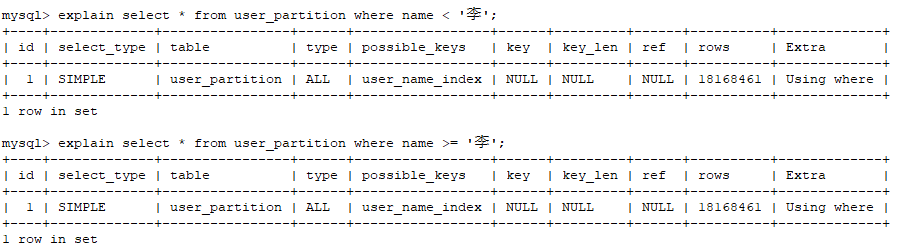 mysql> explain select * from user_partition where name < '李';
+----+-------------+----------------+------+-----------------+------+---------+------+----------+-------------+
| id | select_type | table          | type | possible_keys   | key  | key_len | ref  | rows     | Extra       |
+----+-------------+----------------+------+-----------------+------+---------+------+----------+-------------+
|  1 | SIMPLE      | user_partition | ALL  | user_name_index | NULL | NULL    | NULL | 18168461 | Using where |
+----+-------------+----------------+------+-----------------+------+---------+------+----------+-------------+
1 row in set
mysql> explain select * from user_partition where name >= '李';
+----+-------------+----------------+------+-----------------+------+---------+------+----------+-------------+
| id | select_type | table          | type | possible_keys   | key  | key_len | ref  | rows     | Extra       |
+----+-------------+----------------+------+-----------------+------+---------+------+----------+-------------+
|  1 | SIMPLE      | user_partition | ALL  | user_name_index | NULL | NULL    | NULL | 18168461 | Using where |
+----+-------------+----------------+------+-----------------+------+---------+------+----------+-------------+
1 row in set